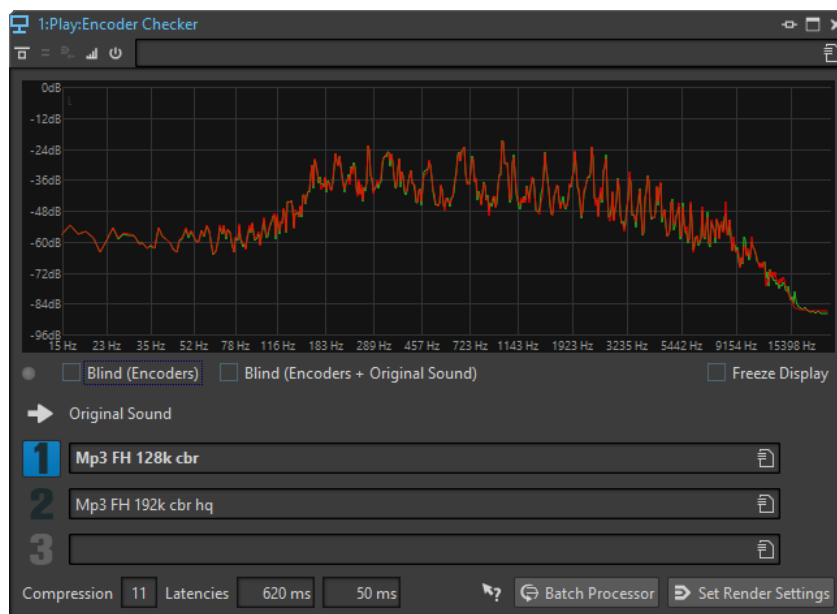 1:Play:Encoder Checker
0dB
L
-12dB
-24dB
-36dB
-48dB
-60dB
-72dB
-84dB
-96dB
15 Hz 23 Hz 35 Hz 52 Hz 78 Hz 116 Hz 183 Hz 289 Hz 457 Hz 723 Hz 1143 Hz 1923 Hz 3235 Hz 5442 Hz 9154 Hz 15398 Hz
Blind (Encoders) Blind (Encoders + Original Sound) Freeze Display
Original Sound
1 Mp3 FH 128k cbr
2 Mp3 FH 192k cbr hq
3
Compression 11 Latencies 620 ms 50 ms ? Batch Processor Set Render Settings